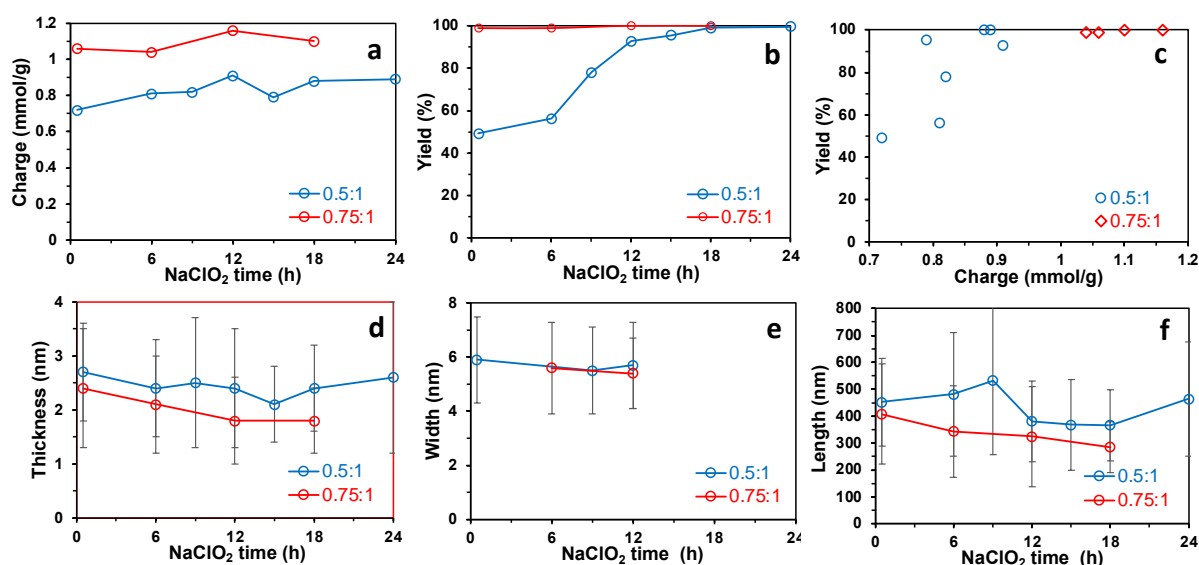 1.2
1
0.8
0.6
0.4
0.2
0
Charge (mmol/g)
a
0.5:1
0.75:1
0 6 12 18 24
NaClO₂ time (h)
100
80
60
40
20
0
Yield (%)
b
0.5:1
0.75:1
0 6 12 18 24
NaClO₂ time (h)
100
80
60
40
20
0
Yield (%)
c
0.5:1
0.75:1
0.7 0.8 0.9 1 1.1 1.2
Charge (mmol/g)
4
3
2
1
0
Thickness (nm)
d
0.5:1
0.75:1
0 6 12 18 24
NaClO₂ time (h)
8
6
4
2
0
Width (nm)
e
0.5:1
0.75:1
0 6 12 18 24
NaClO₂ time (h)
800
700
600
500
400
300
200
100
0
Length (nm)
f
0.5:1
0.75:1
0 6 12 18 24
NaClO₂ time (h)